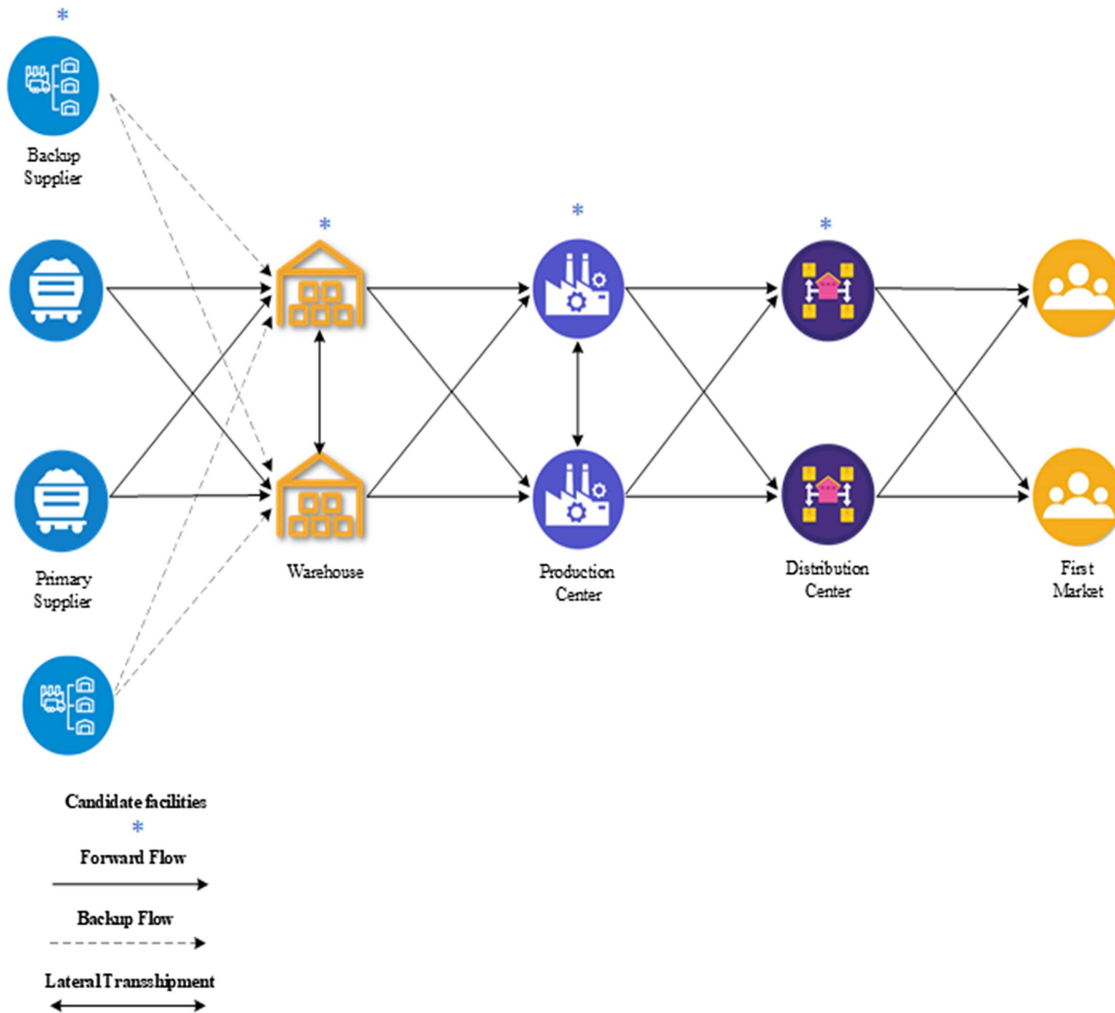 *
Backup
Supplier
*
*
*
Primary
Supplier
Warehouse
Production
Center
Distribution
Center
First
Market
Candidate facilities
*
Forward Flow
Backup Flow
Lateral Transshipment